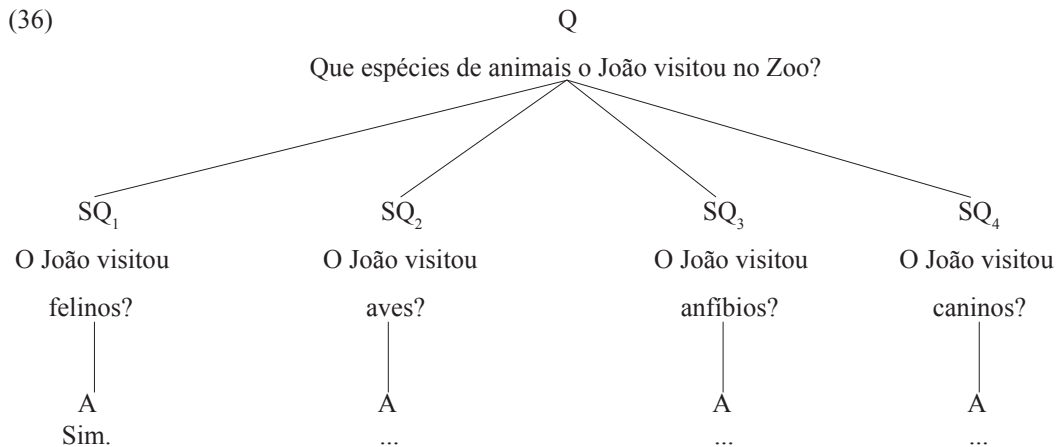 (36) Q
Que espécies de animais o João visitou no Zoo?
SQ₁ SQ₂ SQ₃ SQ₄
O João visitou O João visitou O João visitou O João visitou
felinos? aves? anfíbios? caninos?
A A A A
Sim. ... ... ...